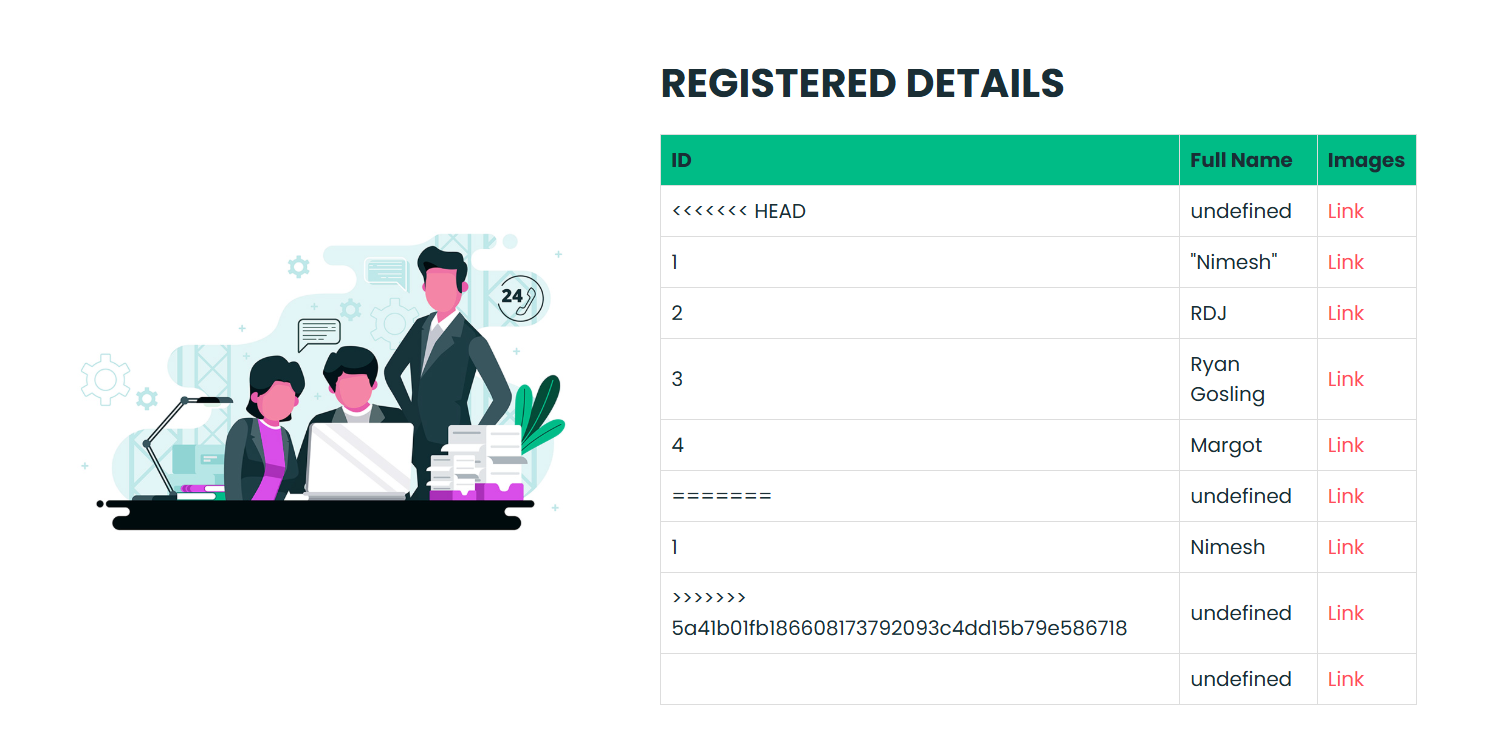 REGISTERED DETAILS
ID Full Name Images
<<<<<<< HEAD undefined Link
1 "Nimesh" Link
2 RDJ Link
3 Ryan Gosling Link
4 Margot Link
======= undefined Link
1 Nimesh Link
>>>>>>> 5a41b01fb186608173792093c4dd15b79e586718 undefined Link
undefined Link
24